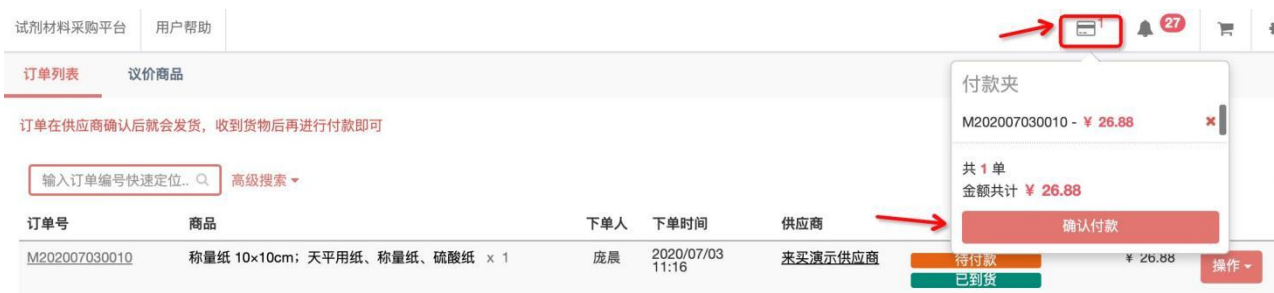 试剂材料采购平台 用户帮助 1 27
订单列表 议价商品
付款夹
订单在供应商确认后就会发货，收到货物后再进行付款即可
M202007030010 - ¥ 26.88 ×
共 1 单
金额共计 ¥ 26.88
确认付款
输入订单编号快速定位.. 高级搜索
订单号 商品 下单人 下单时间 供应商
M202007030010 称量纸 10×10cm；天平用纸、称量纸、硫酸纸 x 1 庞晨 2020/07/03 来买演示供应商 待付款 ¥ 26.88 操作
11:16 已到货